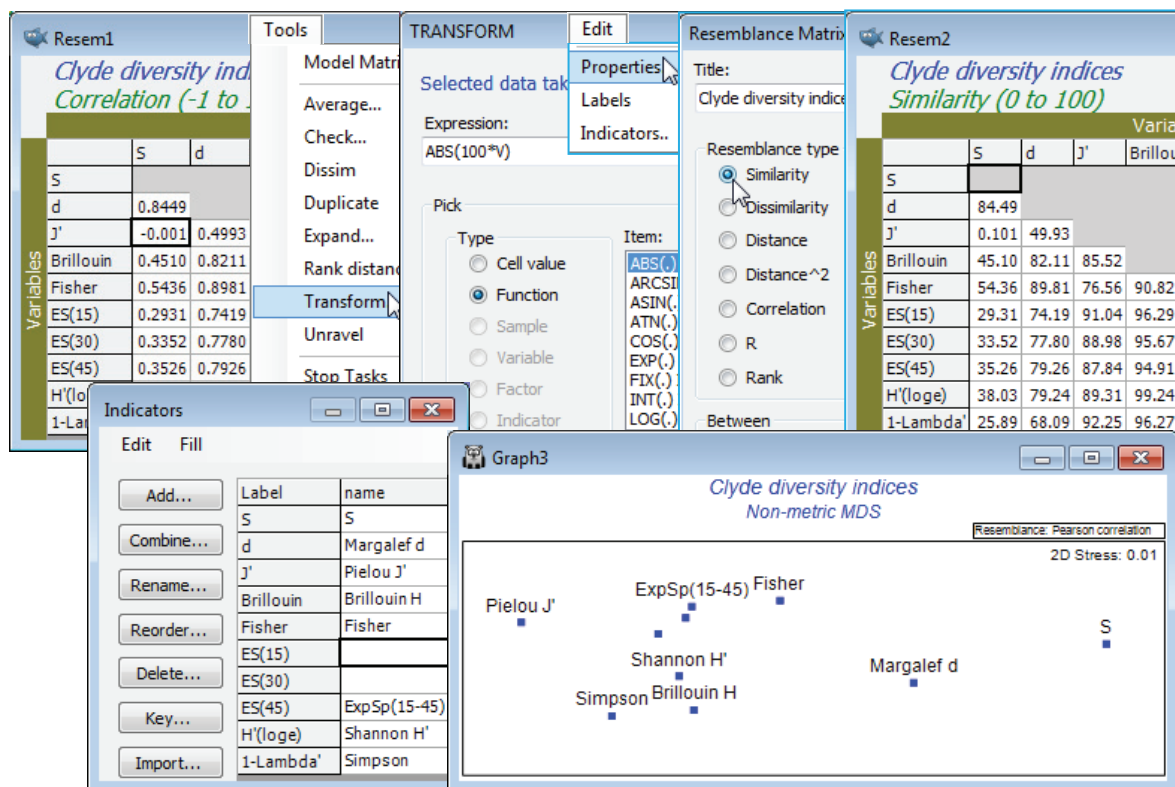 Resem1
Clyde diversity ind
Correlation (-1 to
S d
S
d 0.8449
J' -0.001 0.4993
Brillouin 0.4510 0.8211
Fisher 0.5436 0.8981
ES(15) 0.2931 0.7419
ES(30) 0.3352 0.7780
ES(45) 0.3526 0.7926
H'(lo
1-La
Variables
Tools
Model Matri
Average...
Check...
Dissim
Duplicate
Expand...
Rank distanc
Transform
Unravel
Stop Tasks
TRANSFORM
Selected data tak
Expression:
ABS(100*V)
Pick
Type
Cell value
Function
Sample
Variable
Factor
Indicator
Item:
ABS(.)
ARCSI
ASIN(.
ATN(.)
COS(.)
EXP(.)
FIX(.)
INT(.)
LOG(.)
Edit
Properties
Labels
Indicators..
Resemblance Matrix
Title:
Clyde diversity indice
Resemblance type
Similarity
Dissimilarity
Distance
Distance^2
Correlation
R
Rank
Between
Resem2
Clyde diversity indices
Similarity (0 to 100)
Varia
S d J' Brillou
S
d 84.49
J' 0.101 49.93
Brillouin 45.10 82.11 85.52
Fisher 54.36 89.81 76.56 90.82
ES(15) 29.31 74.19 91.04 96.29
ES(30) 33.52 77.80 88.98 95.67
ES(45) 35.26 79.26 87.84 94.91
H'(loge) 38.03 79.24 89.31 99.24
1-Lambda' 25.89 68.09 92.25 96.27
Variables
Indicators
Edit Fill
Add...
Combine...
Rename...
Reorder...
Delete...
Key...
Import...
Label name
S S
d Margalef d
J' Pielou J'
Brillouin Brillouin H
Fisher Fisher
ES(15)
ES(30)
ES(45) ExpSp(15-45)
H'(loge) Shannon H'
1-Lambda' Simpson
Graph3
Clyde diversity indices
Non-metric MDS
Resemblance: Pearson correlation
2D Stress: 0.01
Pielou J'
ExpSp(15-45)
Fisher
S
Shannon H'
Margalef d
Simpson
Brillouin H